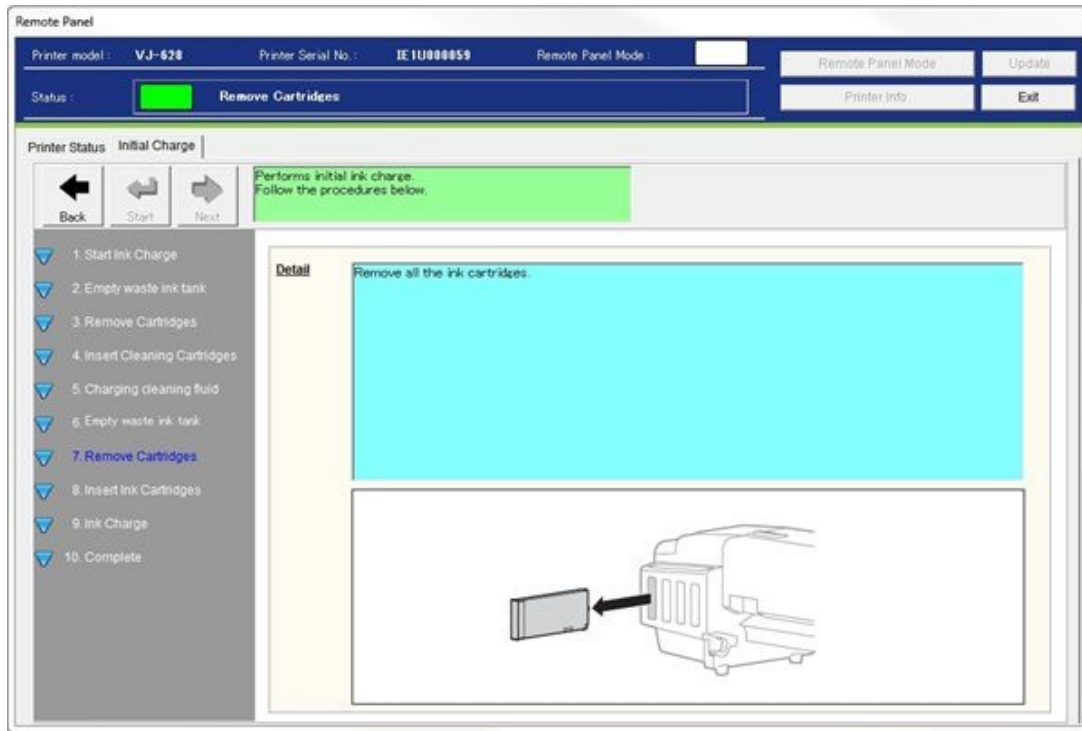 Remote Panel
Printer model : VJ-628 Printer Serial No. : IE1U000059 Remote Panel Mode :
Remote Panel Mode Update
Status : Remove Cartridges
Printer Info. Exit
Printer Status Initial Charge
Back Start Next
Performs initial ink charge.
Follow the procedures below.
1. Start Ink Charge
2. Empty waste ink tank
3. Remove Cartridges
4. Insert Cleaning Cartridges
5. Charging cleaning fluid
6. Empty waste ink tank
7. Remove Cartridges
8. Insert Ink Cartridges
9. Ink Charge
10. Complete
Detail
Remove all the ink cartridges.